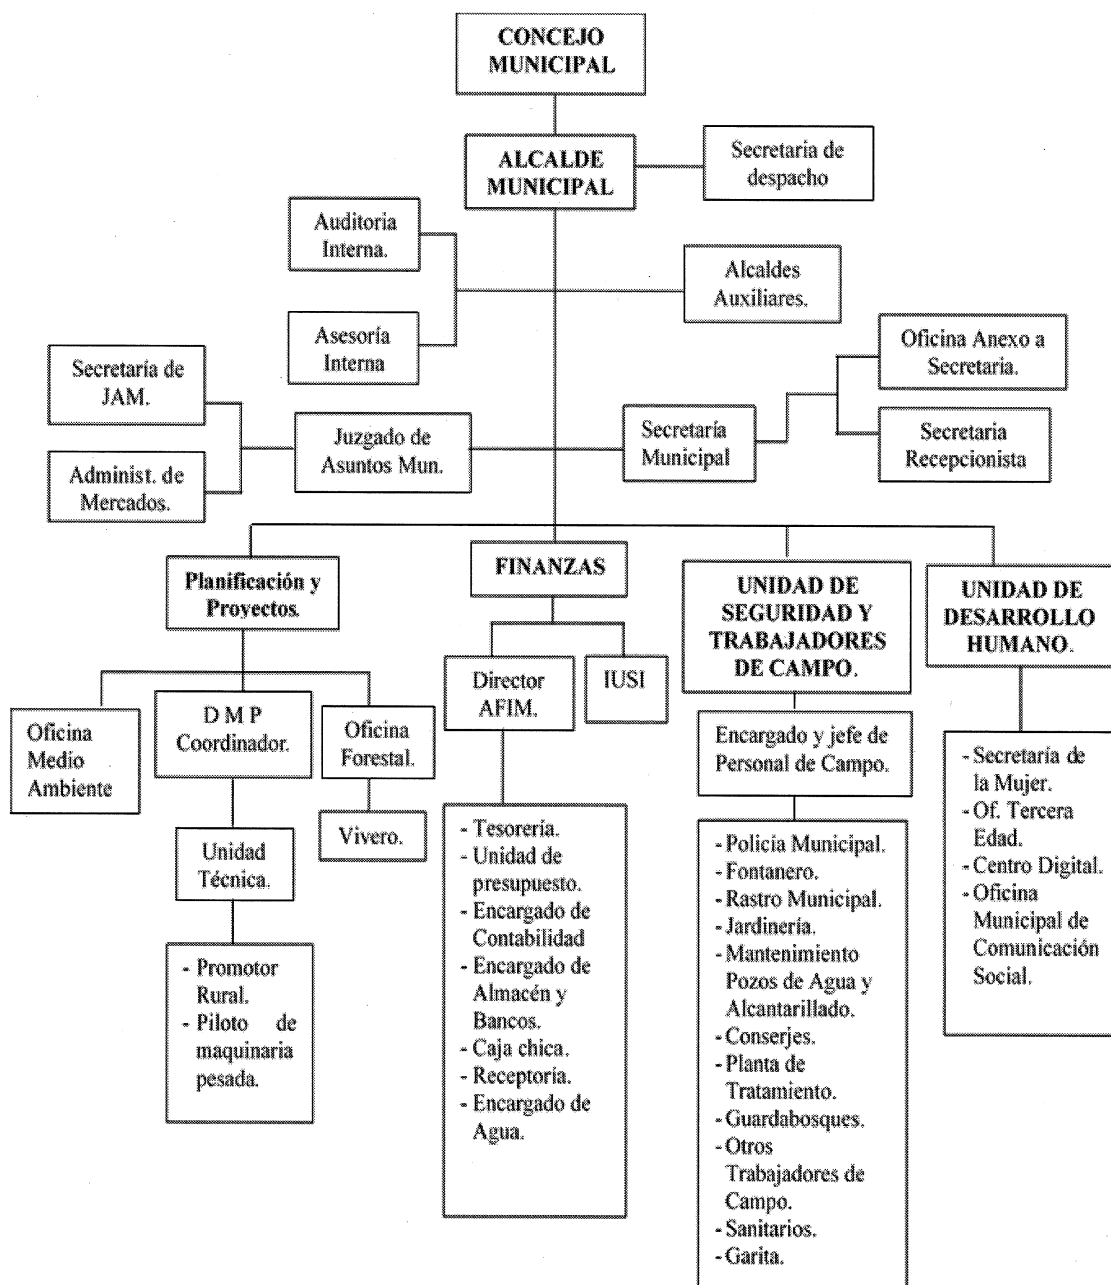 CONCEJO
MUNICIPAL
ALCALDE
MUNICIPAL
Secretaria de
despacho
Auditoria
Interna.
Alcaldes
Auxiliares.
Asesoría
Interna
Oficina Anexo a
Secretaria.
Secretaría de
JAM.
Juzgado de
Asuntos Mun.
Secretaría
Municipal
Secretaria
Recepcionista
Administ. de
Mercados.
Planificación y
Proyectos.
FINANZAS
UNIDAD DE
SEGURIDAD Y
TRABAJADORES
DE CAMPO.
UNIDAD DE
DESARROLLO
HUMANO.
Oficina
Medio
Ambiente
D M P
Coordinador.
Oficina
Forestal.
Director
AFIM.
IUSI
Encargado y jefe de
Personal de Campo.
- Secretaría de
la Mujer.
- Of. Tercera
Edad.
- Centro Digital.
- Oficina
Municipal de
Comunicación
Social.
Unidad
Técnica.
Vivero.
- Promotor
Rural.
- Piloto de
maquinaria
pesada.
- Tesorería.
- Unidad de
presupuesto.
- Encargado de
Contabilidad
- Encargado de
Almacén y
Bancos.
- Caja chica.
- Receptoría.
- Encargado de
Agua.
- Policía Municipal.
- Fontanero.
- Rastro Municipal.
- Jardinería.
- Mantenimiento
Pozos de Agua y
Alcantarillado.
- Conserjes.
- Planta de
Tratamiento.
- Guardabosques.
- Otros
Trabajadores de
Campo.
- Sanitarios.
- Garita.